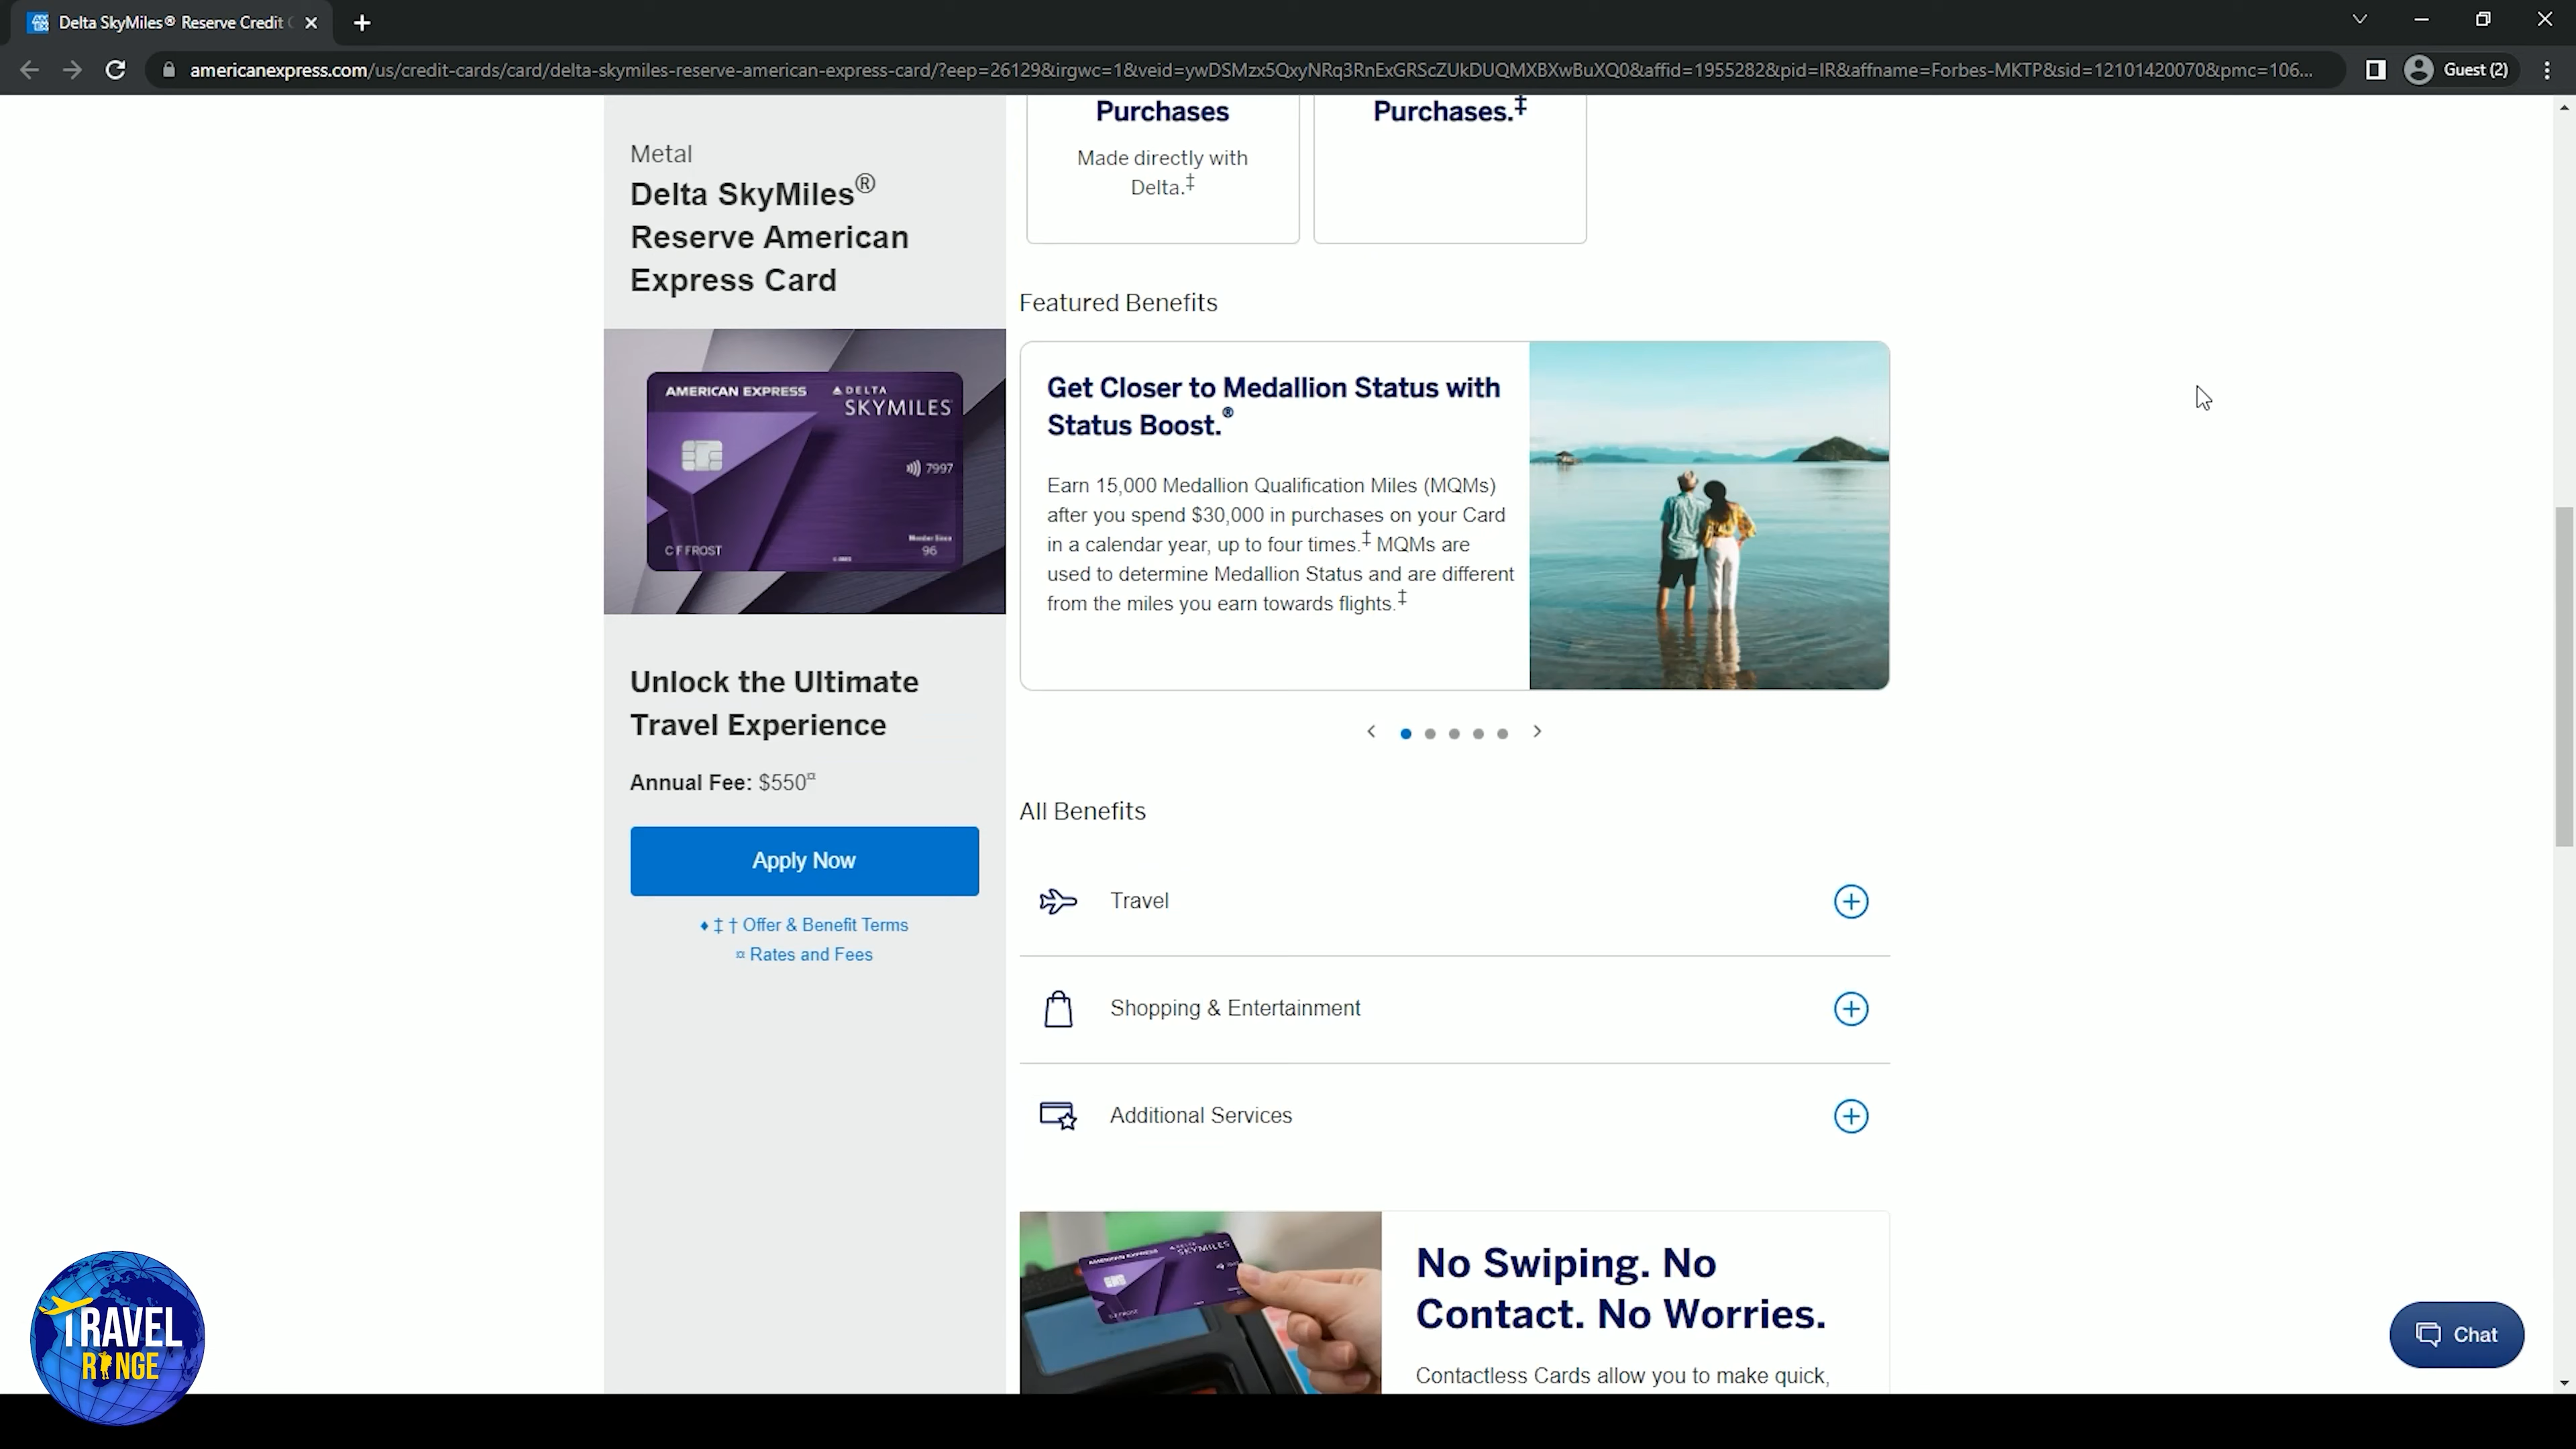 Delta SkyMiles® Reserve Credit
americanexpress.com/us/credit-cards/card/delta-skymiles-reserve-american-express-card/?eep=26129&irgwc=1&veid=ywDSMzx5QxyNRq3RnExGRScZUkDUQMXBXwBuXQ0&affid=1955282&pid=IR&affname=Forbes-MKTP&sid=12101420070&pmc=106...
Guest (2)
Metal
Delta SkyMiles®
Reserve American
Express Card
AMERICAN EXPRESS
DELTA
SKYMILES
7997
Member Since
C F FROST
96
Unlock the Ultimate
Travel Experience
Annual Fee: $550¤
Apply Now
♦ ‡ † Offer & Benefit Terms
¤ Rates and Fees
Purchases
Made directly with
Delta.‡
Purchases.‡
Featured Benefits
Get Closer to Medallion Status with
Status Boost.®
Earn 15,000 Medallion Qualification Miles (MQMs)
after you spend $30,000 in purchases on your Card
in a calendar year, up to four times.‡ MQMs are
used to determine Medallion Status and are different
from the miles you earn towards flights.‡
All Benefits
Travel
Shopping & Entertainment
Additional Services
AMERICAN EXPRESS
DELTA
SKYMILES
C F FROST
No Swiping. No
Contact. No Worries.
Contactless Cards allow you to make quick,
Chat
TRAVEL
RANGE